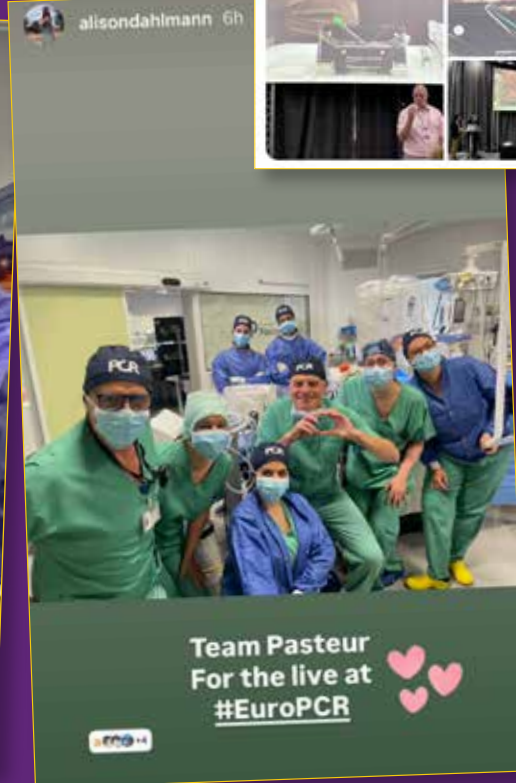 alisondahlmann 6h
PCR
PCR
PCR
Team Pasteur
For the live at
#EuroPCR